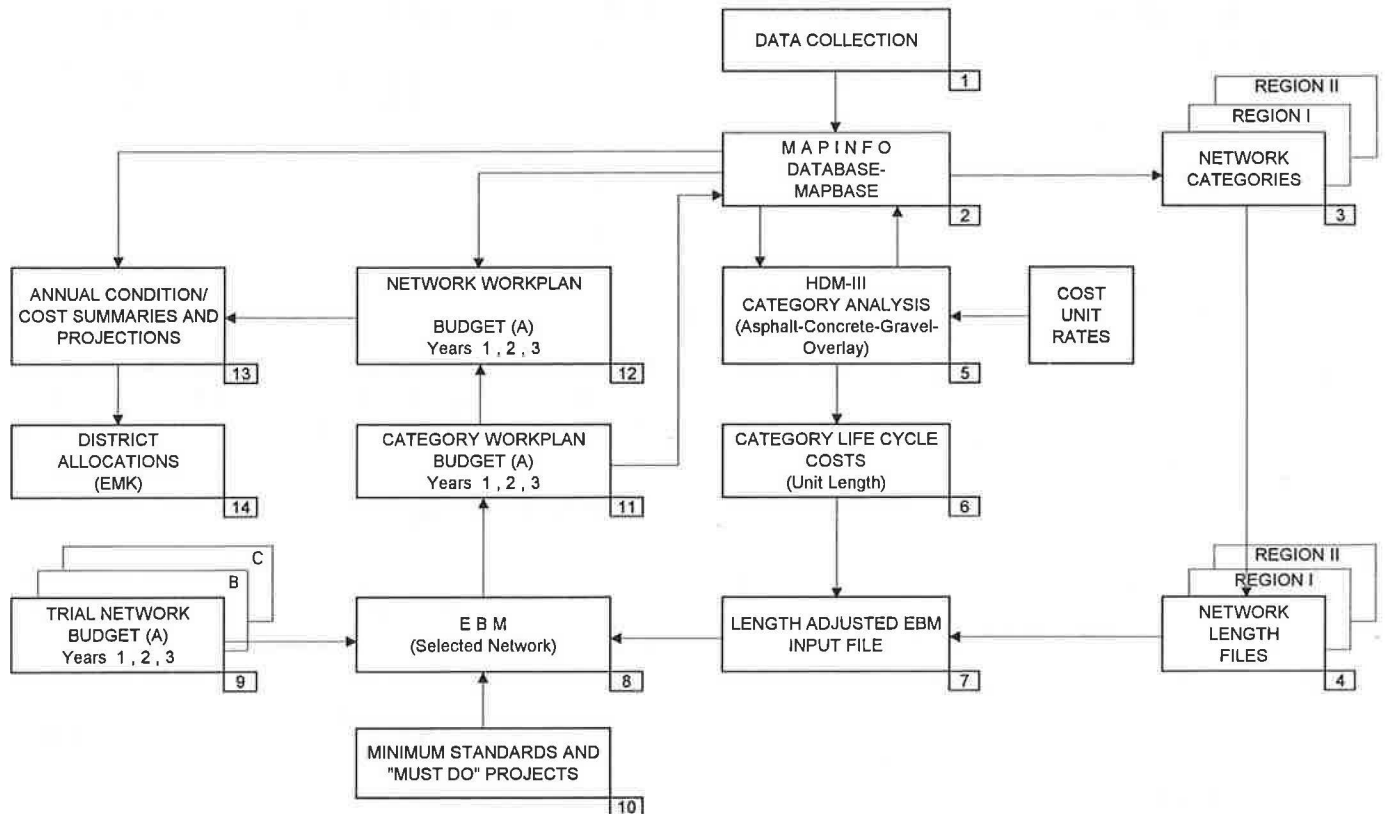 DATA COLLECTION
1
REGION II
REGION I
NETWORK
CATEGORIES
3
M A P I N F O
DATABASE-
MAPBASE
2
ANNUAL CONDITION/
COST SUMMARIES AND
PROJECTIONS
13
NETWORK WORKPLAN
BUDGET (A)
Years 1 , 2 , 3
12
HDM-III
CATEGORY ANALYSIS
(Asphalt-Concrete-Gravel-
Overlay)
5
COST
UNIT
RATES
DISTRICT
ALLOCATIONS
(EMK)
14
CATEGORY WORKPLAN
BUDGET (A)
Years 1 , 2 , 3
11
CATEGORY LIFE CYCLE
COSTS
(Unit Length)
6
C
B
TRIAL NETWORK
BUDGET (A)
Years 1 , 2 , 3
9
E B M
(Selected Network)
8
LENGTH ADJUSTED EBM
INPUT FILE
7
REGION II
REGION I
NETWORK
LENGTH
FILES
4
MINIMUM STANDARDS AND
"MUST DO" PROJECTS
10